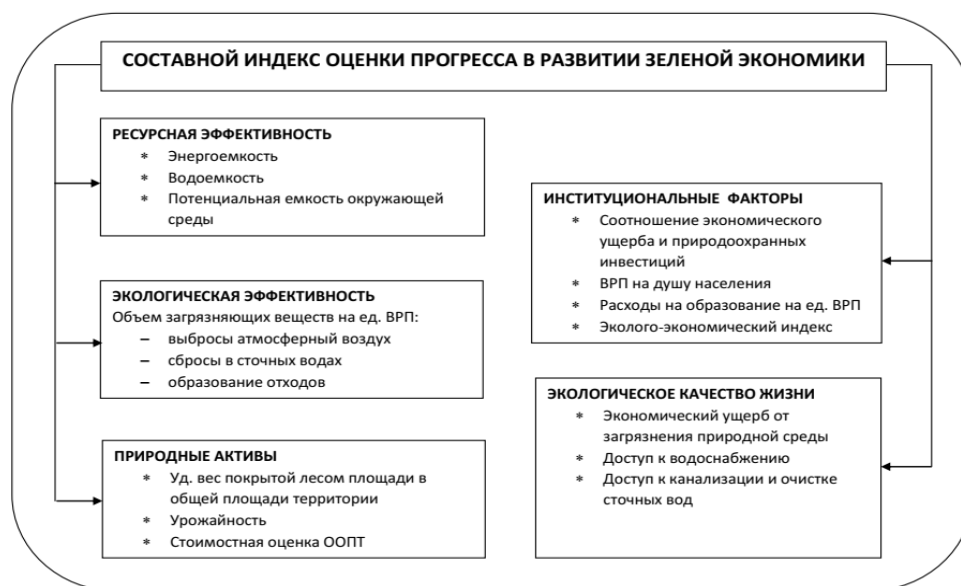 СОСТАВНОЙ ИНДЕКС ОЦЕНКИ ПРОГРЕССА В РАЗВИТИИ ЗЕЛЕНОЙ ЭКОНОМИКИ
РЕСУРСНАЯ ЭФФЕКТИВНОСТЬ
* Энергоемкость
* Водоемкость
* Потенциальная емкость окружающей
среды
ЭКОЛОГИЧЕСКАЯ ЭФФЕКТИВНОСТЬ
Объем загрязняющих веществ на ед. ВРП:
– выбросы атмосферный воздух
– сбросы в сточных водах
– образование отходов
ПРИРОДНЫЕ АКТИВЫ
* Уд. вес покрытой лесом площади в
общей площади территории
* Урожайность
* Стоимостная оценка ООПТ
ИНСТИТУЦИОНАЛЬНЫЕ ФАКТОРЫ
* Соотношение экономического
ущерба и природоохранных
инвестиций
* ВРП на душу населения
* Расходы на образование на ед. ВРП
* Эколого-экономический индекс
ЭКОЛОГИЧЕСКОЕ КАЧЕСТВО ЖИЗНИ
* Экономический ущерб от
загрязнения природной среды
* Доступ к водоснабжению
* Доступ к канализации и очистке
сточных вод